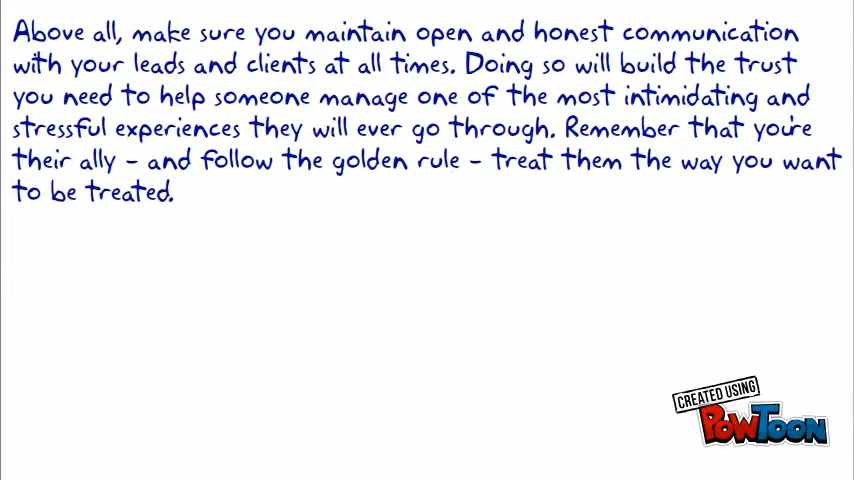 Above all, make sure you maintain open and honest communication
with your leads and clients at all times. Doing so will build the trust
you need to help someone manage one of the most intimidating and
stressful experiences they will ever go through. Remember that you're
their ally - and follow the golden rule - treat them the way you want
to be treated.
CREATED USING
POWTOON